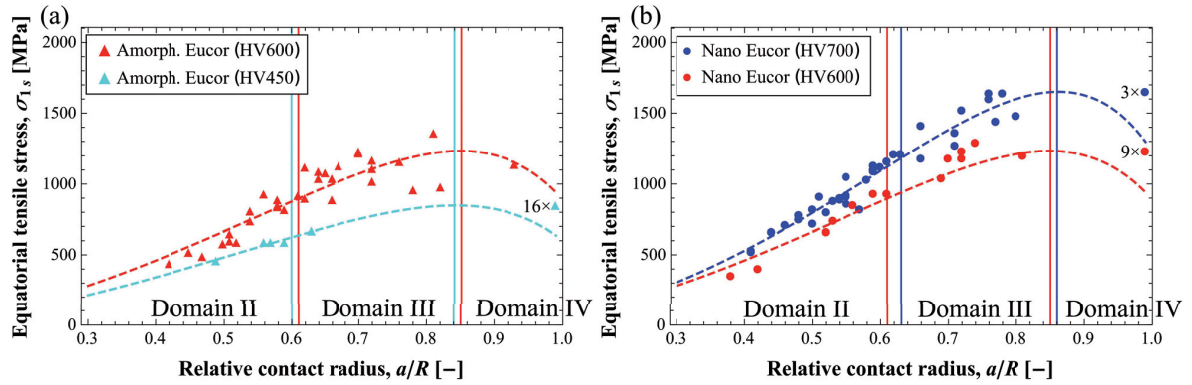 (a)
Equatorial tensile stress, σ1s [MPa]
2000
1500
1000
500
0
Amorph. Eucor (HV600)
Amorph. Eucor (HV450)
16×
Domain II
Domain III
Domain IV
0.3 0.4 0.5 0.6 0.7 0.8 0.9 1.0
Relative contact radius, a/R [−]
(b)
Equatorial tensile stress, σ1s [MPa]
2000
1500
1000
500
0
Nano Eucor (HV700)
Nano Eucor (HV600)
3×
9×
Domain II
Domain III
Domain IV
0.3 0.4 0.5 0.6 0.7 0.8 0.9 1.0
Relative contact radius, a/R [−]